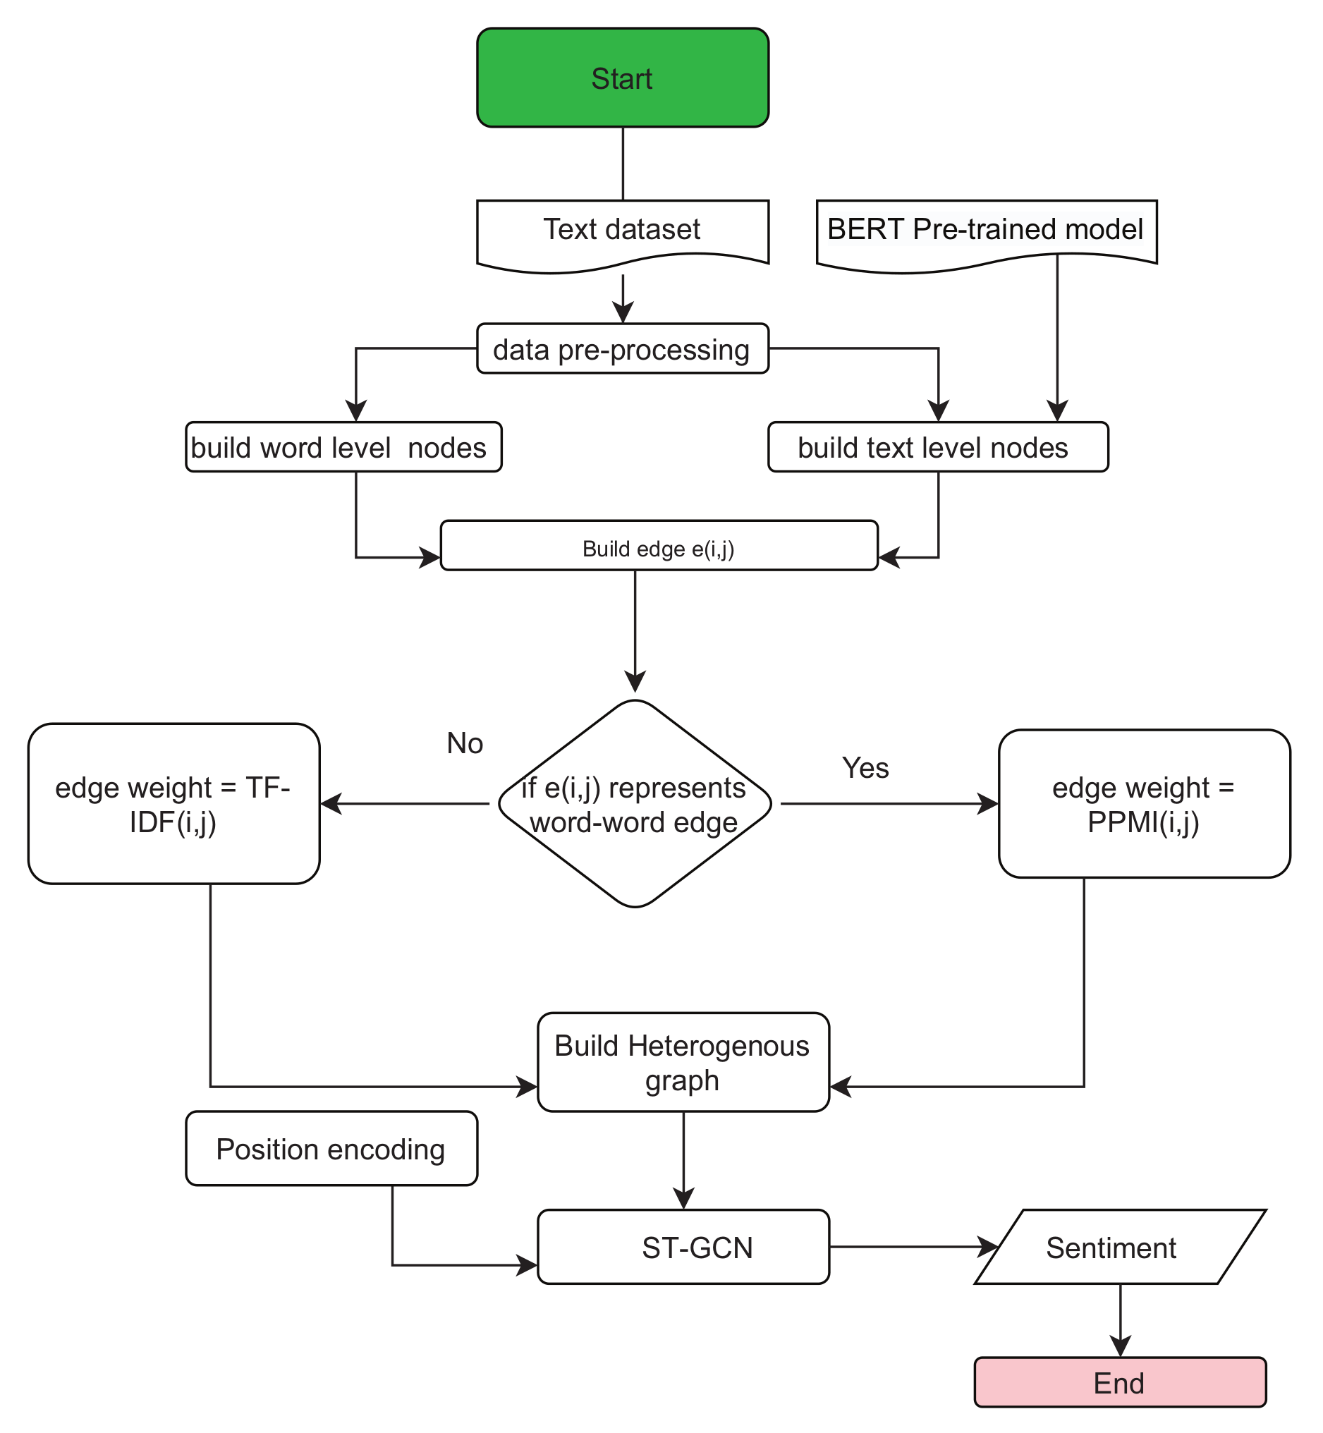 Start
Text dataset
BERT Pre-trained model
data pre-processing
build word level  nodes
build text level nodes
Build edge e(i,j)
No
Yes
edge weight = TF-
IDF(i,j)
if e(i,j) represents
word-word edge
edge weight =
PPMI(i,j)
Build Heterogenous
graph
Position encoding
ST-GCN
Sentiment
End